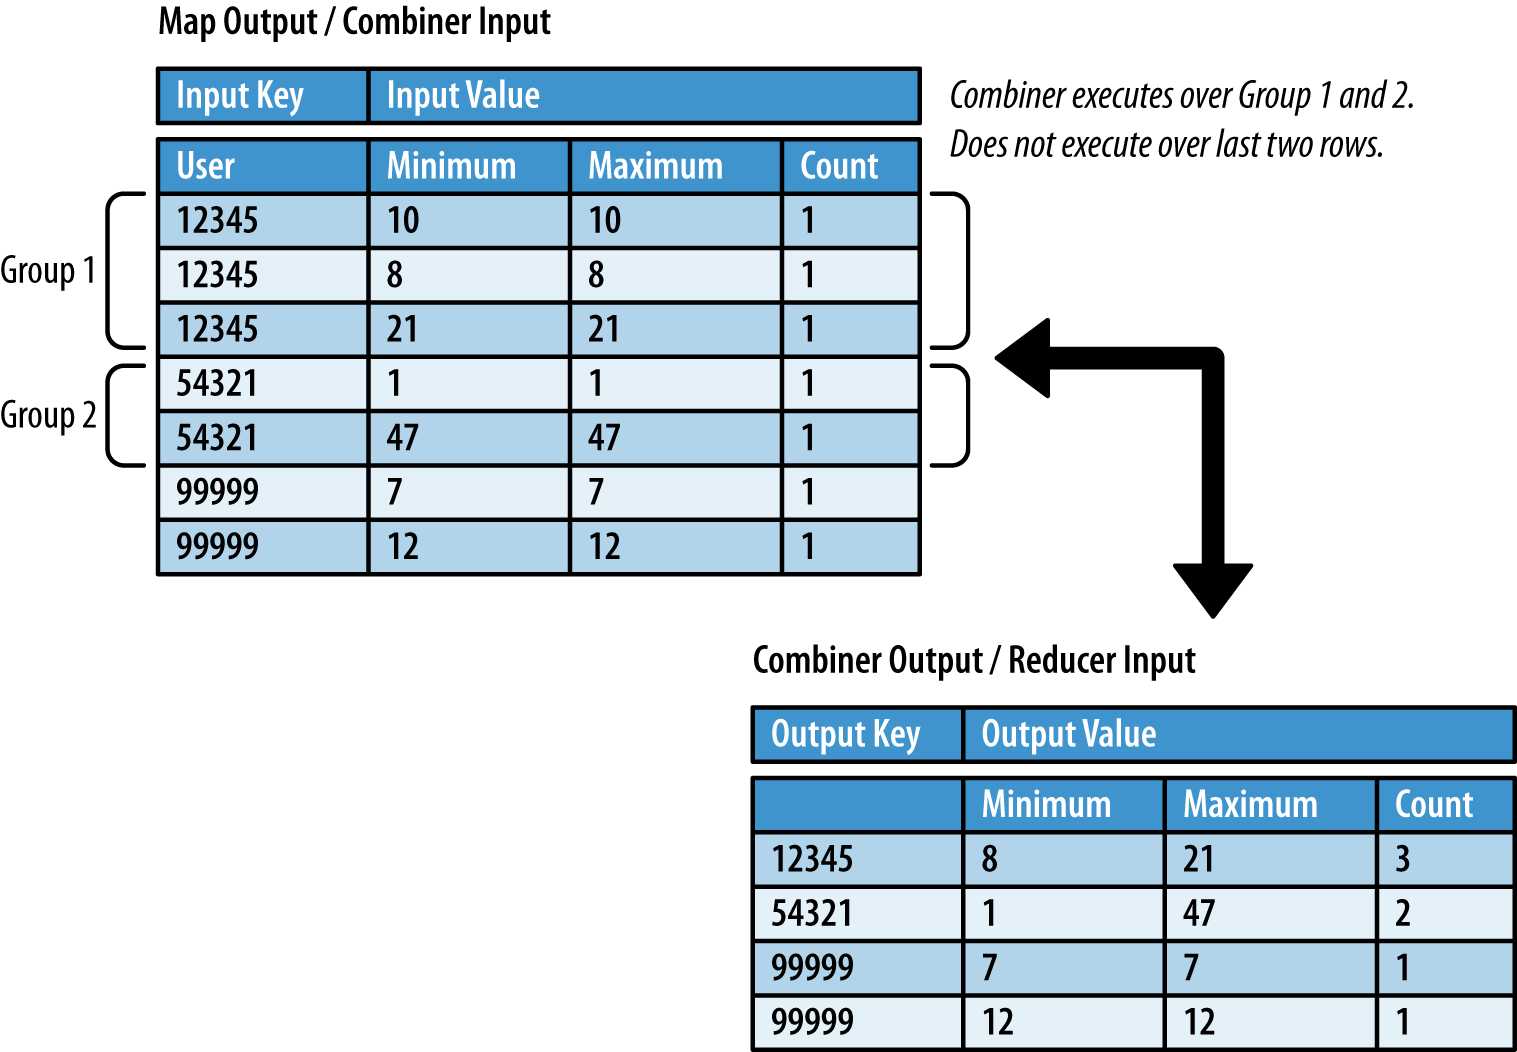 Map Output / Combiner Input
Input Key Input Value
Combiner executes over Group 1 and 2.
Does not execute over last two rows.
User Minimum Maximum Count
Group 1
12345 10 10 1
12345 8 8 1
12345 21 21 1
Group 2
54321 1 1 1
54321 47 47 1
99999 7 7 1
99999 12 12 1
Combiner Output / Reducer Input
Output Key Output Value
Minimum Maximum Count
12345 8 21 3
54321 1 47 2
99999 7 7 1
99999 12 12 1